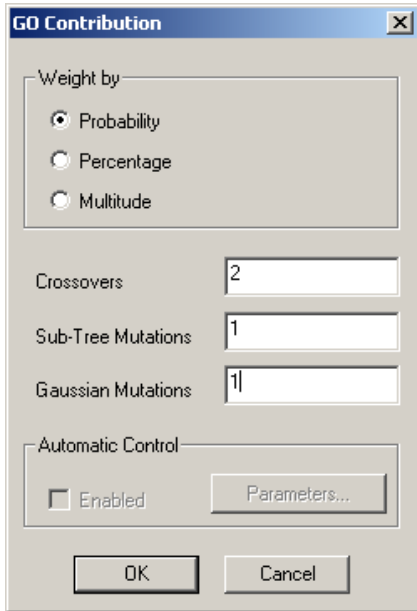 GO Contribution
Weight by
Probability
Percentage
Multitude
Crossovers 2
Sub-Tree Mutations 1
Gaussian Mutations 1
Automatic Control
Enabled Parameters...
OK Cancel